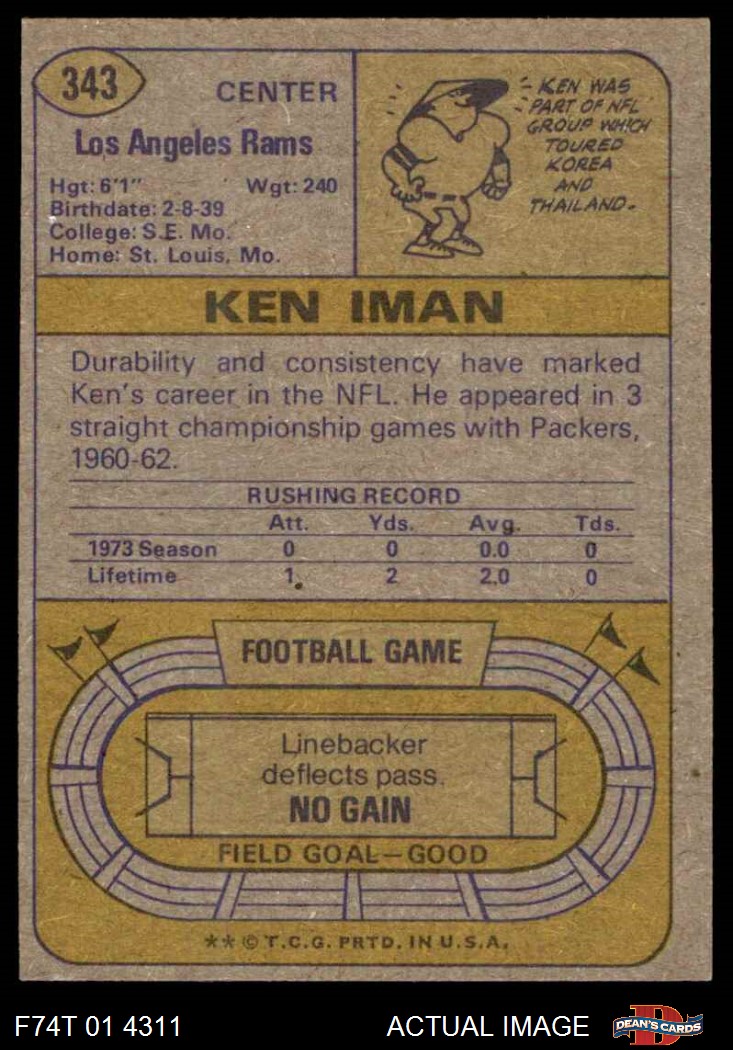 343
CENTER
Los Angeles Rams
Hgt: 6'1" Wgt: 240
Birthdate: 2-8-39
College: S.E. Mo.
Home: St. Louis, Mo.
KEN WAS
PART OF NFL
GROUP WHICH
TOURED
KOREA
AND
THAILAND.
KEN IMAN
Durability and consistency have marked
Ken's career in the NFL. He appeared in 3
straight championship games with Packers,
1960-62.
RUSHING RECORD
Att. Yds. Avg. Tds.
1973 Season 0 0 0.0 0
Lifetime 1 2 2.0 0
FOOTBALL GAME
Linebacker
deflects pass.
NO GAIN
FIELD GOAL—GOOD
**© T.C.G. PRTD. IN U.S.A.
F74T 01 4311 ACTUAL IMAGE
D
DEAN'S CARDS